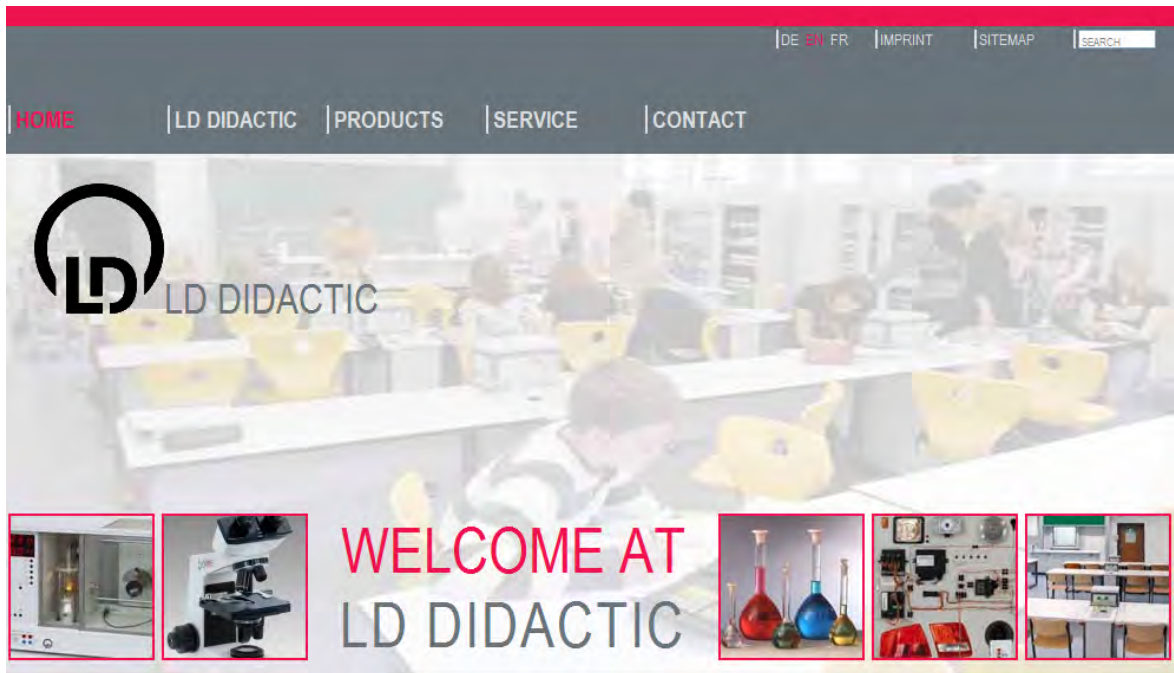 DE EN FR IMPRINT SITEMAP SEARCH
HOME LD DIDACTIC PRODUCTS SERVICE CONTACT
LD LD DIDACTIC
WELCOME AT
LD DIDACTIC